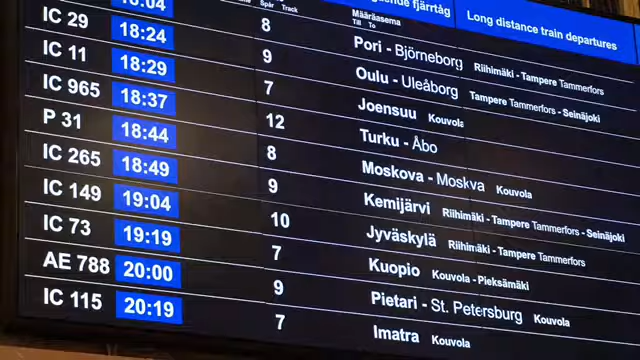 fjärrtåg
Long distance train departures
Spår Track
Määräasema
Till To
18:04 8 Pori - Björneborg Riihimäki - Tampere Tammerfors
IC 29 18:24 9 Oulu - Uleåborg Tampere Tammerfors - Seinäjoki
IC 11 18:29 7 Joensuu Kouvola
IC 965 18:37 12 Turku - Åbo
P 31 18:44 8 Moskova - Moskva Kouvola
IC 265 18:49 9 Kemijärvi Riihimäki - Tampere Tammerfors - Seinäjoki
IC 149 19:04 10 Jyväskylä Riihimäki - Tampere Tammerfors
IC 73 19:19 7 Kuopio Kouvola - Pieksämäki
AE 788 20:00 9 Pietari - St. Petersburg Kouvola
IC 115 20:19 7 Imatra Kouvola